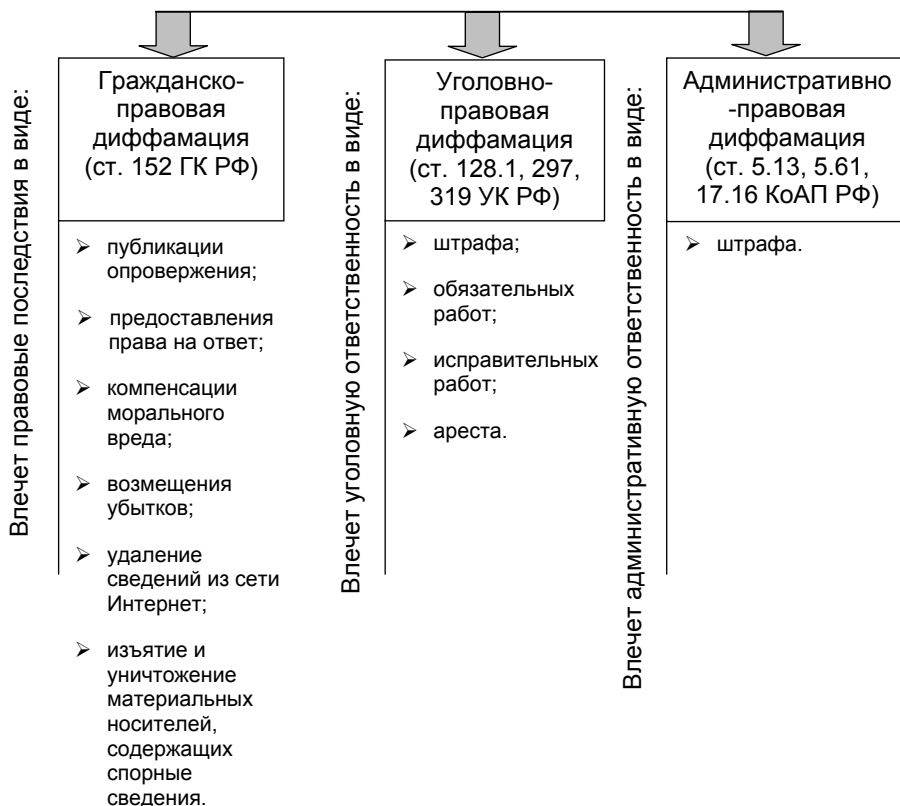 Влечет правовые последствия в виде:
Гражданско-
правовая
диффамация
(ст. 152 ГК РФ)
➢ публикации
опровержения;
➢ предоставления
права на ответ;
➢ компенсации
морального
вреда;
➢ возмещения
убытков;
➢ удаление
сведений из сети
Интернет;
➢ изъятие и
уничтожение
материальных
носителей,
содержащих
спорные
сведения.
Влечет уголовную ответственность в виде:
Уголовно-
правовая
диффамация
(ст. 128.1, 297,
319 УК РФ)
➢ штрафа;
➢ обязательных
работ;
➢ исправительных
работ;
➢ ареста.
Влечет административную ответственность в виде:
Административно
-правовая
диффамация
(ст. 5.13, 5.61,
17.16 КоАП РФ)
➢ штрафа.